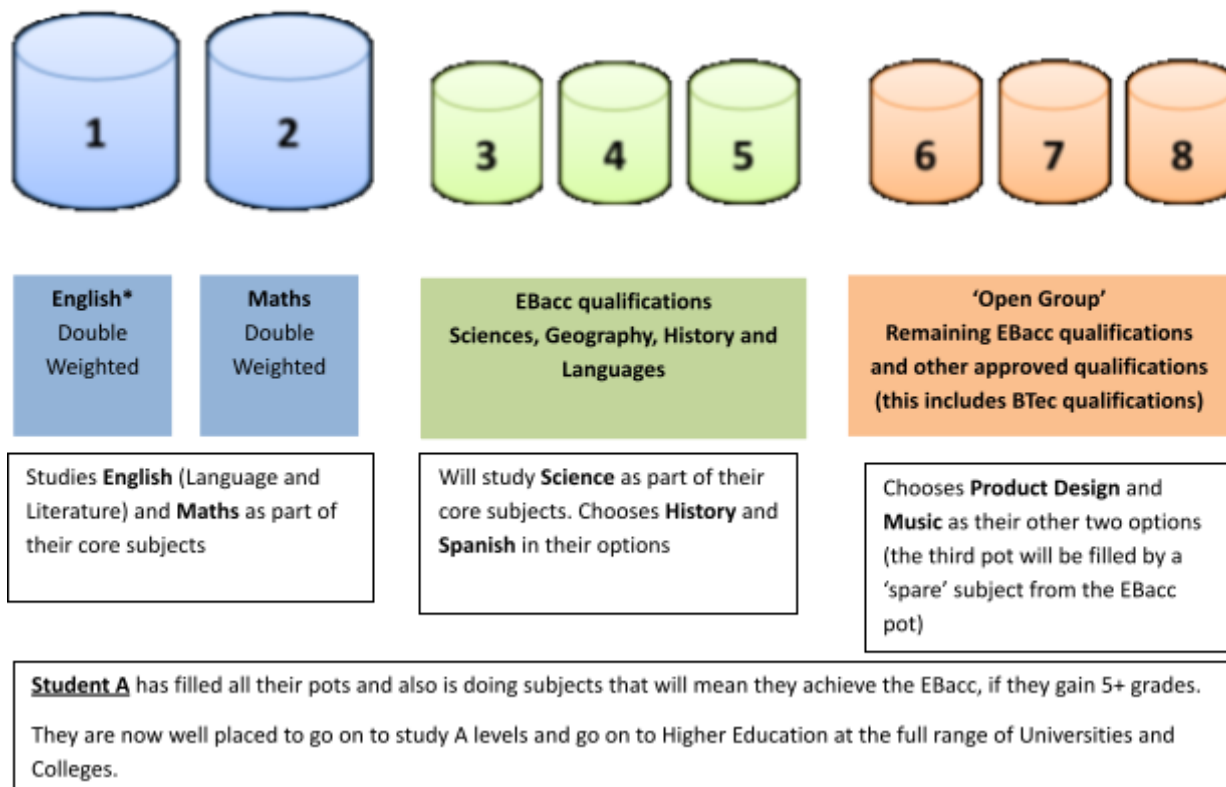 1
2
3
4
5
6
7
8
English*
Double
Weighted
Maths
Double
Weighted
EBacc qualifications
Sciences, Geography, History and
Languages
‘Open Group’
Remaining EBacc qualifications
and other approved qualifications
(this includes BTec qualifications)
Studies English (Language and
Literature) and Maths as part of
their core subjects
Will study Science as part of their
core subjects. Chooses History and
Spanish in their options
Chooses Product Design and
Music as their other two options
(the third pot will be filled by a
‘spare’ subject from the EBacc
pot)
Student A has filled all their pots and also is doing subjects that will mean they achieve the EBacc, if they gain 5+ grades.
They are now well placed to go on to study A levels and go on to Higher Education at the full range of Universities and
Colleges.